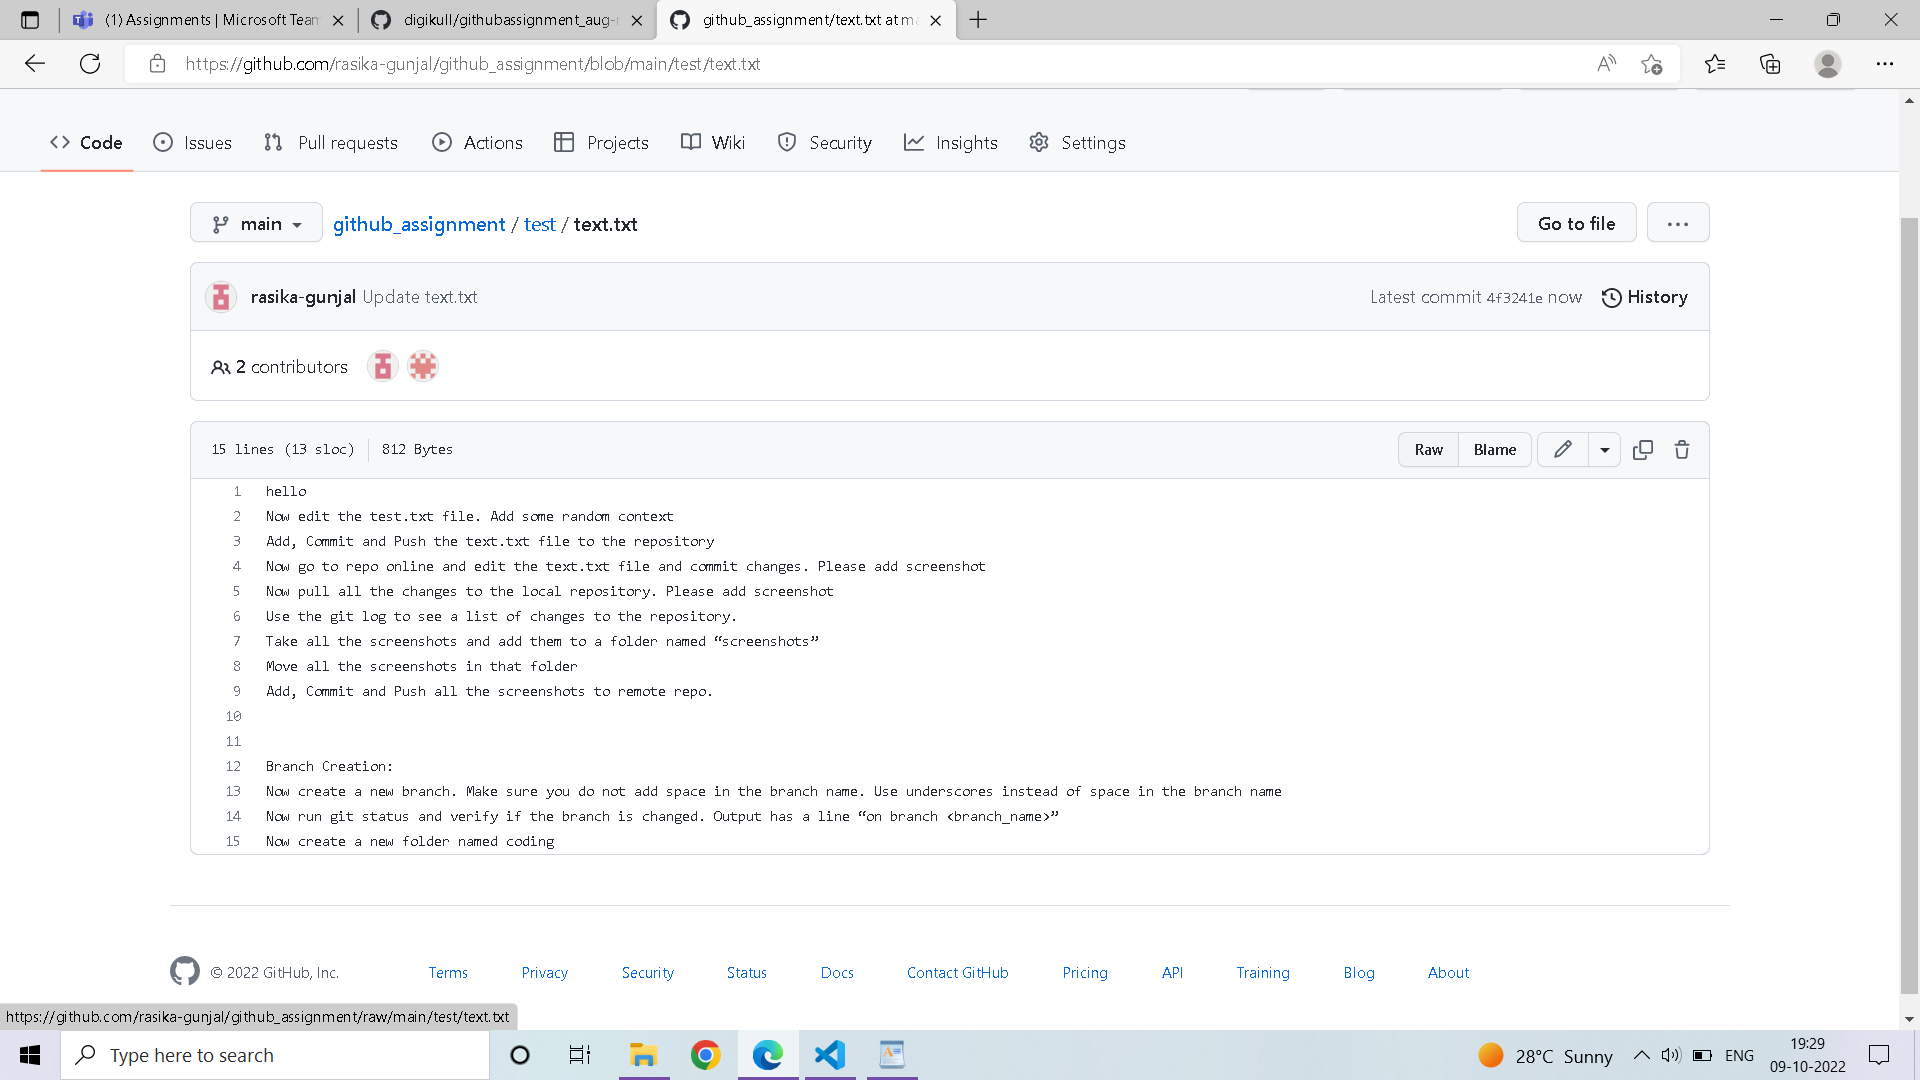 (1) Assignments | Microsoft Team
digikull/githubassignment_aug-
github_assignment/text.txt at ma
https://github.com/rasika-gunjal/github_assignment/blob/main/test/text.txt
Code Issues Pull requests Actions Projects Wiki Security Insights Settings
main github_assignment / test / text.txt Go to file
rasika-gunjal Update text.txt Latest commit 4f3241e now History
2 contributors
15 lines (13 sloc) 812 Bytes Raw Blame
1 hello
2 Now edit the test.txt file. Add some random context
3 Add, Commit and Push the text.txt file to the repository
4 Now go to repo online and edit the text.txt file and commit changes. Please add screenshot
5 Now pull all the changes to the local repository. Please add screenshot
6 Use the git log to see a list of changes to the repository.
7 Take all the screenshots and add them to a folder named “screenshots”
8 Move all the screenshots in that folder
9 Add, Commit and Push all the screenshots to remote repo.
10
11
12 Branch Creation:
13 Now create a new branch. Make sure you do not add space in the branch name. Use underscores instead of space in the branch name
14 Now run git status and verify if the branch is changed. Output has a line “on branch <branch_name>”
15 Now create a new folder named coding
© 2022 GitHub, Inc. Terms Privacy Security Status Docs Contact GitHub Pricing API Training Blog About
https://github.com/rasika-gunjal/github_assignment/raw/main/test/text.txt
Type here to search
28°C Sunny ENG
19:29
09-10-2022